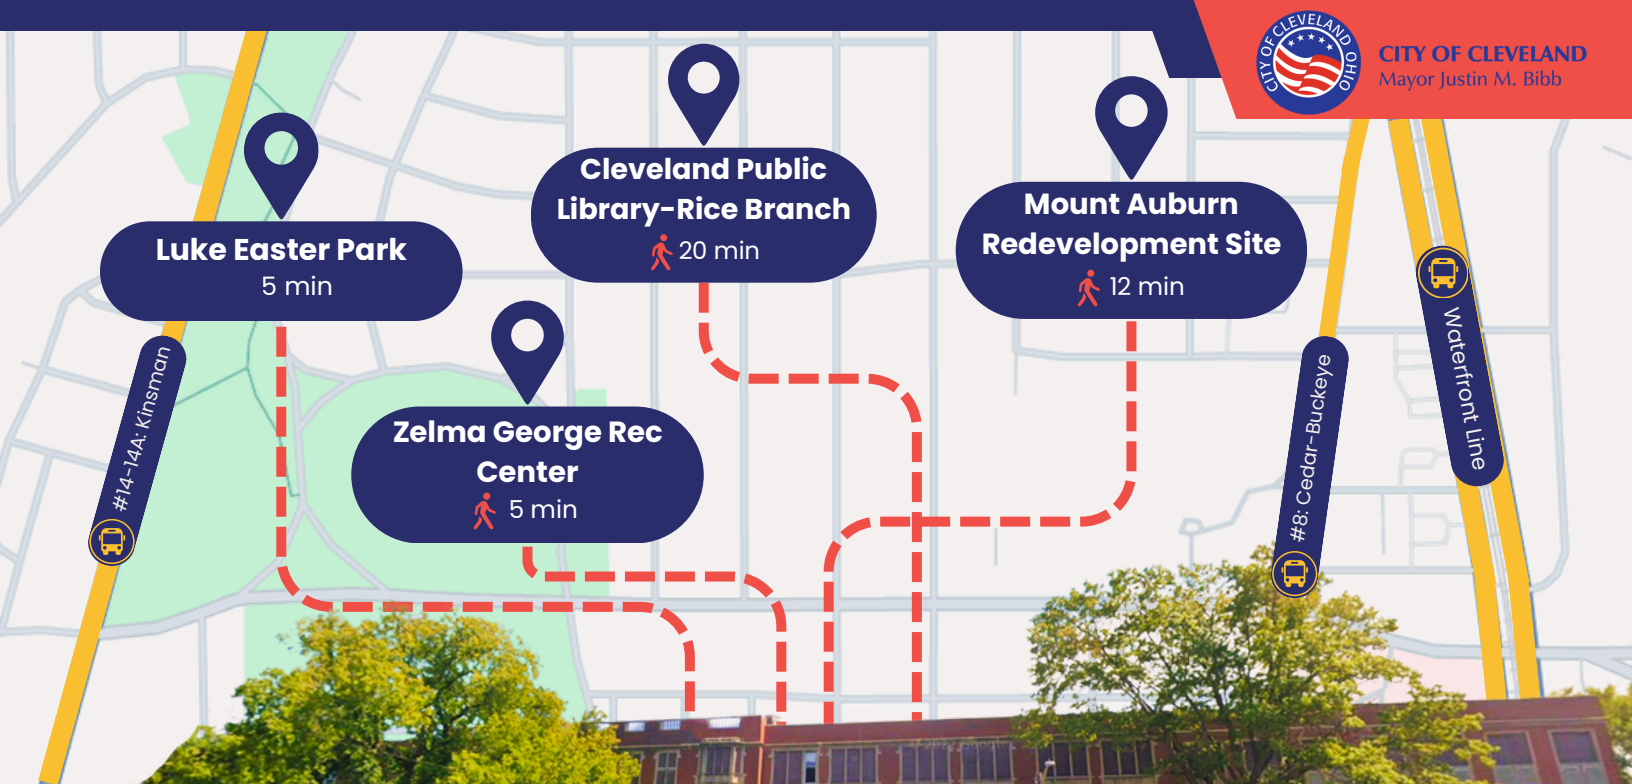 CITY OF CLEVELAND OHIO
CITY OF CLEVELAND
Mayor Justin M. Bibb
Cleveland Public
Library-Rice Branch
20 min
Mount Auburn
Redevelopment Site
12 min
Luke Easter Park
5 min
Zelma George Rec
Center
5 min
#14-14A: Kinsman
#8: Cedar-Buckeye
Waterfront Line